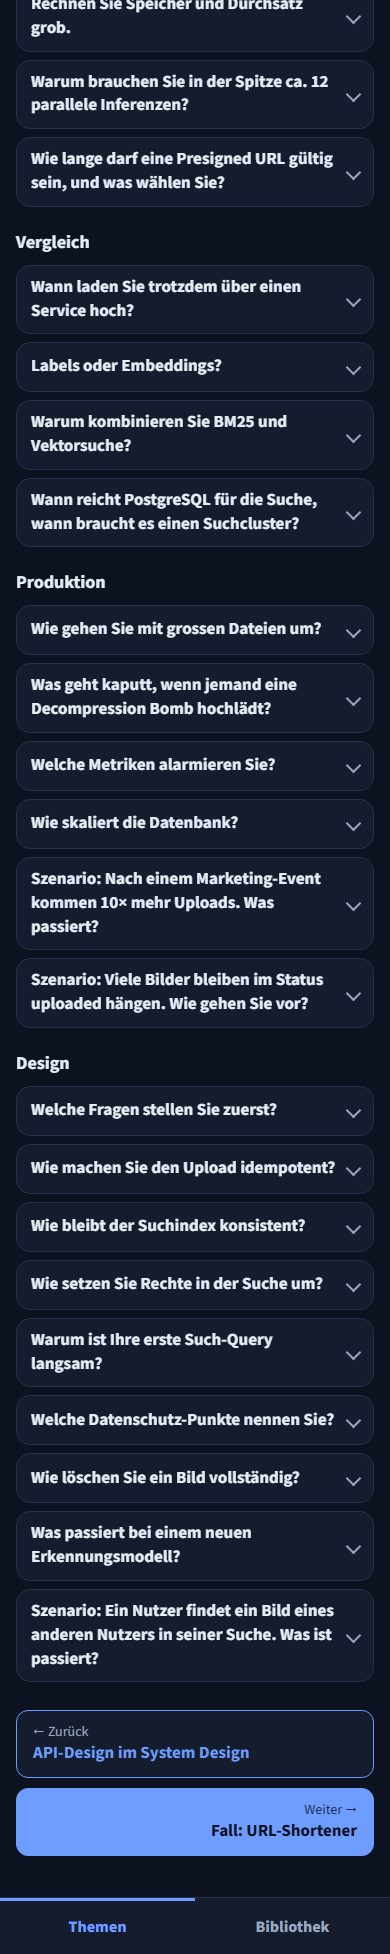 Rechnen Sie Speicher und Durchsatz
grob.
Warum brauchen Sie in der Spitze ca. 12
parallele Inferenzen?
Wie lange darf eine Presigned URL gültig
sein, und was wählen Sie?
Vergleich
Wann laden Sie trotzdem über einen
Service hoch?
Labels oder Embeddings?
Warum kombinieren Sie BM25 und
Vektorsuche?
Wann reicht PostgreSQL für die Suche,
wann braucht es einen Suchcluster?
Produktion
Wie gehen Sie mit grossen Dateien um?
Was geht kaputt, wenn jemand eine
Decompression Bomb hochlädt?
Welche Metriken alarmieren Sie?
Wie skaliert die Datenbank?
Szenario: Nach einem Marketing-Event
kommen 10× mehr Uploads. Was
passiert?
Szenario: Viele Bilder bleiben im Status
uploaded hängen. Wie gehen Sie vor?
Design
Welche Fragen stellen Sie zuerst?
Wie machen Sie den Upload idempotent?
Wie bleibt der Suchindex konsistent?
Wie setzen Sie Rechte in der Suche um?
Warum ist Ihre erste Such-Query
langsam?
Welche Datenschutz-Punkte nennen Sie?
Wie löschen Sie ein Bild vollständig?
Was passiert bei einem neuen
Erkennungsmodell?
Szenario: Ein Nutzer findet ein Bild eines
anderen Nutzers in seiner Suche. Was ist
passiert?
← Zurück
API-Design im System Design
Weiter →
Fall: URL-Shortener
Themen
Bibliothek